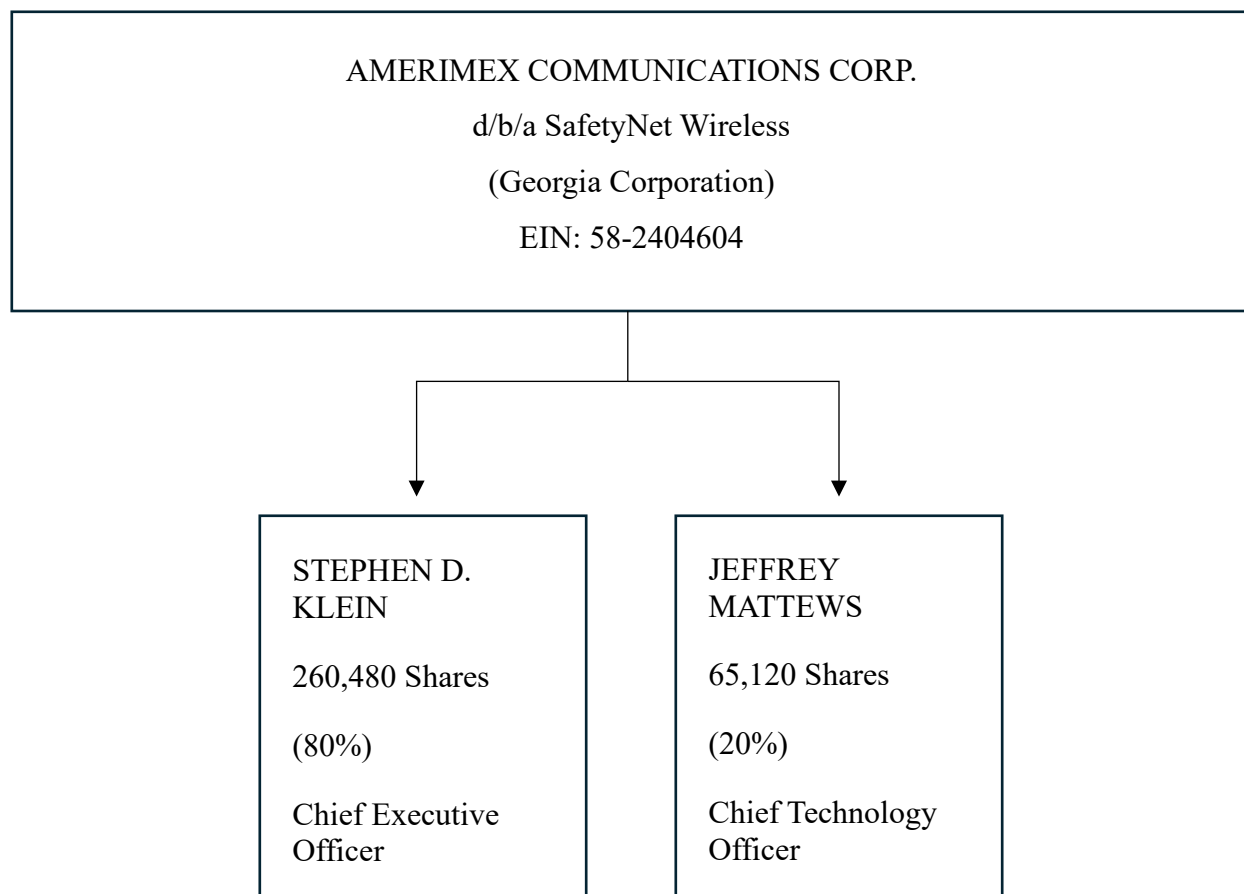 AMERIMEX COMMUNICATIONS CORP.
d/b/a SafetyNet Wireless
(Georgia Corporation)
EIN: 58-2404604
STEPHEN D.
KLEIN
260,480 Shares
(80%)
Chief Executive
Officer
JEFFREY
MATTEWS
65,120 Shares
(20%)
Chief Technology
Officer